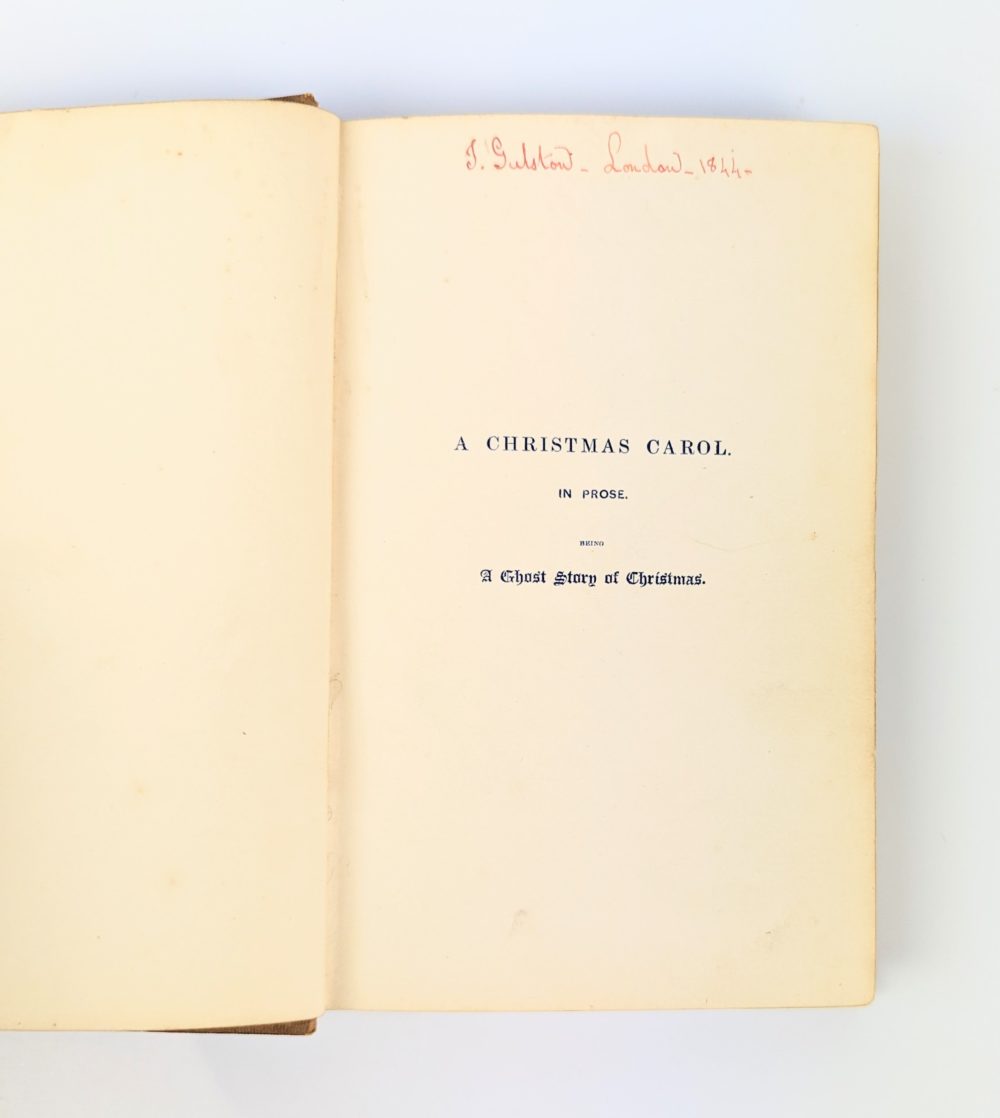 J. Gulston - London - 1844 -
A CHRISTMAS CAROL.
IN PROSE.
BEING
A Ghost Story of Christmas.